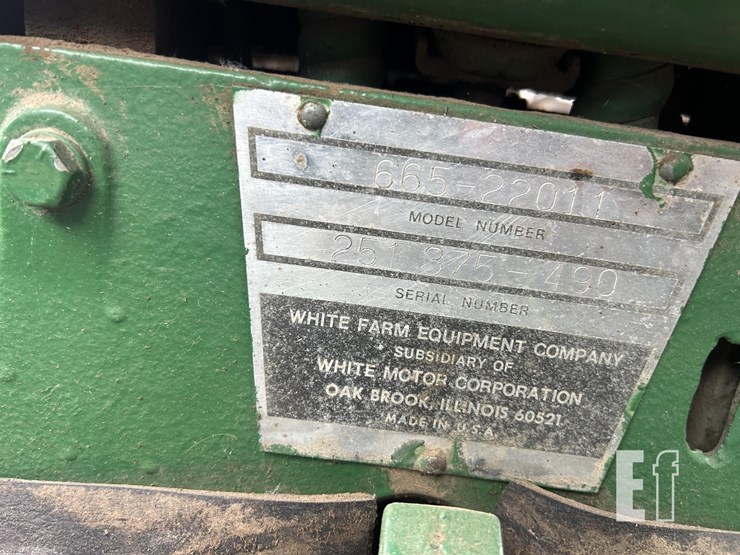 665-22011
MODEL NUMBER
251 375-490
SERIAL NUMBER
WHITE FARM EQUIPMENT COMPANY
SUBSIDIARY OF
WHITE MOTOR CORPORATION
OAK BROOK, ILLINOIS 60521
MADE IN U.S.A.
Ef